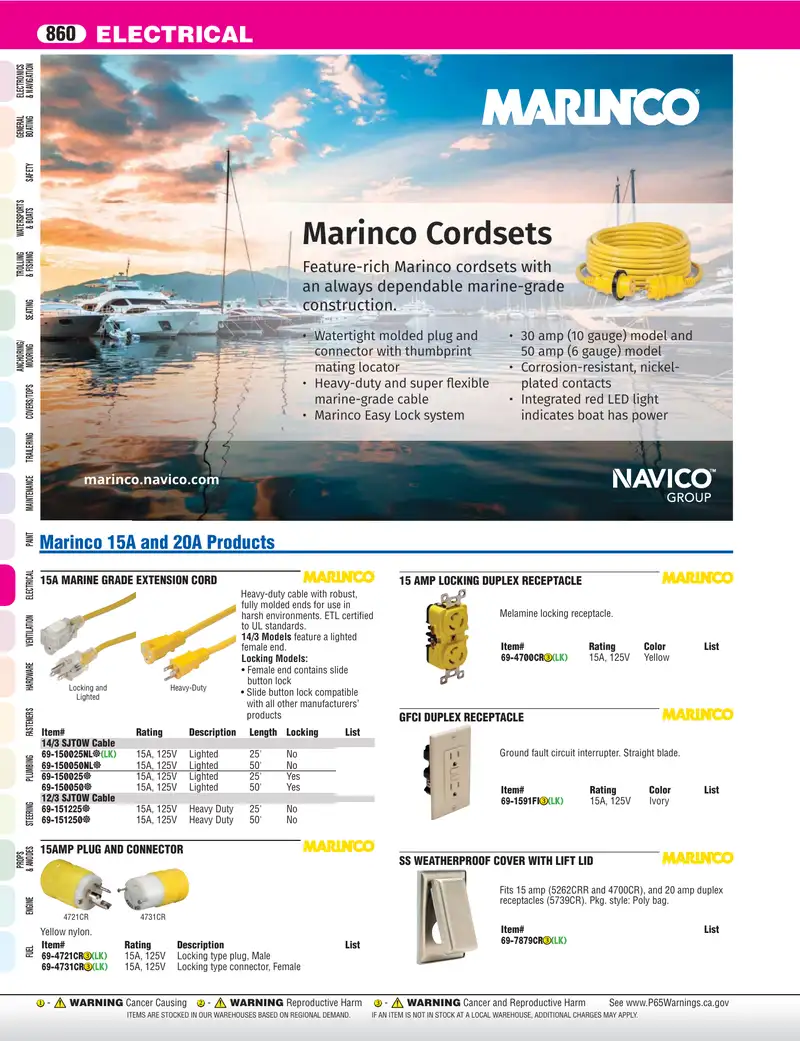 860 ELECTRICAL
ELECTRONICS
& NAVIGATION
GENERAL
BOATING
SAFETY
WATERSPORTS
& BOATS
TROLLING
& FISHING
SEATING
ANCHORING/
MOORING
COVERS/TOPS
TRAILERING
MAINTENANCE
PAINT
ELECTRICAL
VENTILATION
HARDWARE
FASTENERS
PLUMBING
STEERING
PROPS
& ANODES
ENGINE
FUEL
MARINCO®
Marinco Cordsets
Feature-rich Marinco cordsets with
an always dependable marine-grade
construction.
• Watertight molded plug and
connector with thumbprint
mating locator
• Heavy-duty and super flexible
marine-grade cable
• Marinco Easy Lock system
• 30 amp (10 gauge) model and
50 amp (6 gauge) model
• Corrosion-resistant, nickel-
plated contacts
• Integrated red LED light
indicates boat has power
marinco.navico.com
NAVICO™
GROUP
Marinco 15A and 20A Products
15A MARINE GRADE EXTENSION CORD MARINCO
Heavy-duty cable with robust,
fully molded ends for use in
harsh environments. ETL certified
to UL standards.
14/3 Models feature a lighted
female end.
Locking Models:
• Female end contains slide
button lock
• Slide button lock compatible
with all other manufacturers'
products
Locking and
Lighted
Heavy-Duty
Item# Rating Description Length Locking List
14/3 SJTOW Cable
69-150025NL(LK) 15A, 125V Lighted 25' No
69-150050NL 15A, 125V Lighted 50' No
69-150025 15A, 125V Lighted 25' Yes
69-150050 15A, 125V Lighted 50' Yes
12/3 SJTOW Cable
69-151225 15A, 125V Heavy Duty 25' No
69-151250 15A, 125V Heavy Duty 50' No
15AMP PLUG AND CONNECTOR MARINCO
4721CR 4731CR
Yellow nylon.
Item# Rating Description List
69-4721CR3(LK) 15A, 125V Locking type plug, Male
69-4731CR3(LK) 15A, 125V Locking type connector, Female
15 AMP LOCKING DUPLEX RECEPTACLE MARINCO
Melamine locking receptacle.
Item# Rating Color List
69-4700CR3(LK) 15A, 125V Yellow
GFCI DUPLEX RECEPTACLE MARINCO
Ground fault circuit interrupter. Straight blade.
Item# Rating Color List
69-1591FI3(LK) 15A, 125V Ivory
SS WEATHERPROOF COVER WITH LIFT LID MARINCO
Fits 15 amp (5262CRR and 4700CR), and 20 amp duplex
receptacles (5739CR). Pkg. style: Poly bag.
Item# List
69-7879CR3(LK)
1 - ⚠ WARNING Cancer Causing 2 - ⚠ WARNING Reproductive Harm 3 - ⚠ WARNING Cancer and Reproductive Harm See www.P65Warnings.ca.gov
ITEMS ARE STOCKED IN OUR WAREHOUSES BASED ON REGIONAL DEMAND. IF AN ITEM IS NOT IN STOCK AT A LOCAL WAREHOUSE, ADDITIONAL CHARGES MAY APPLY.